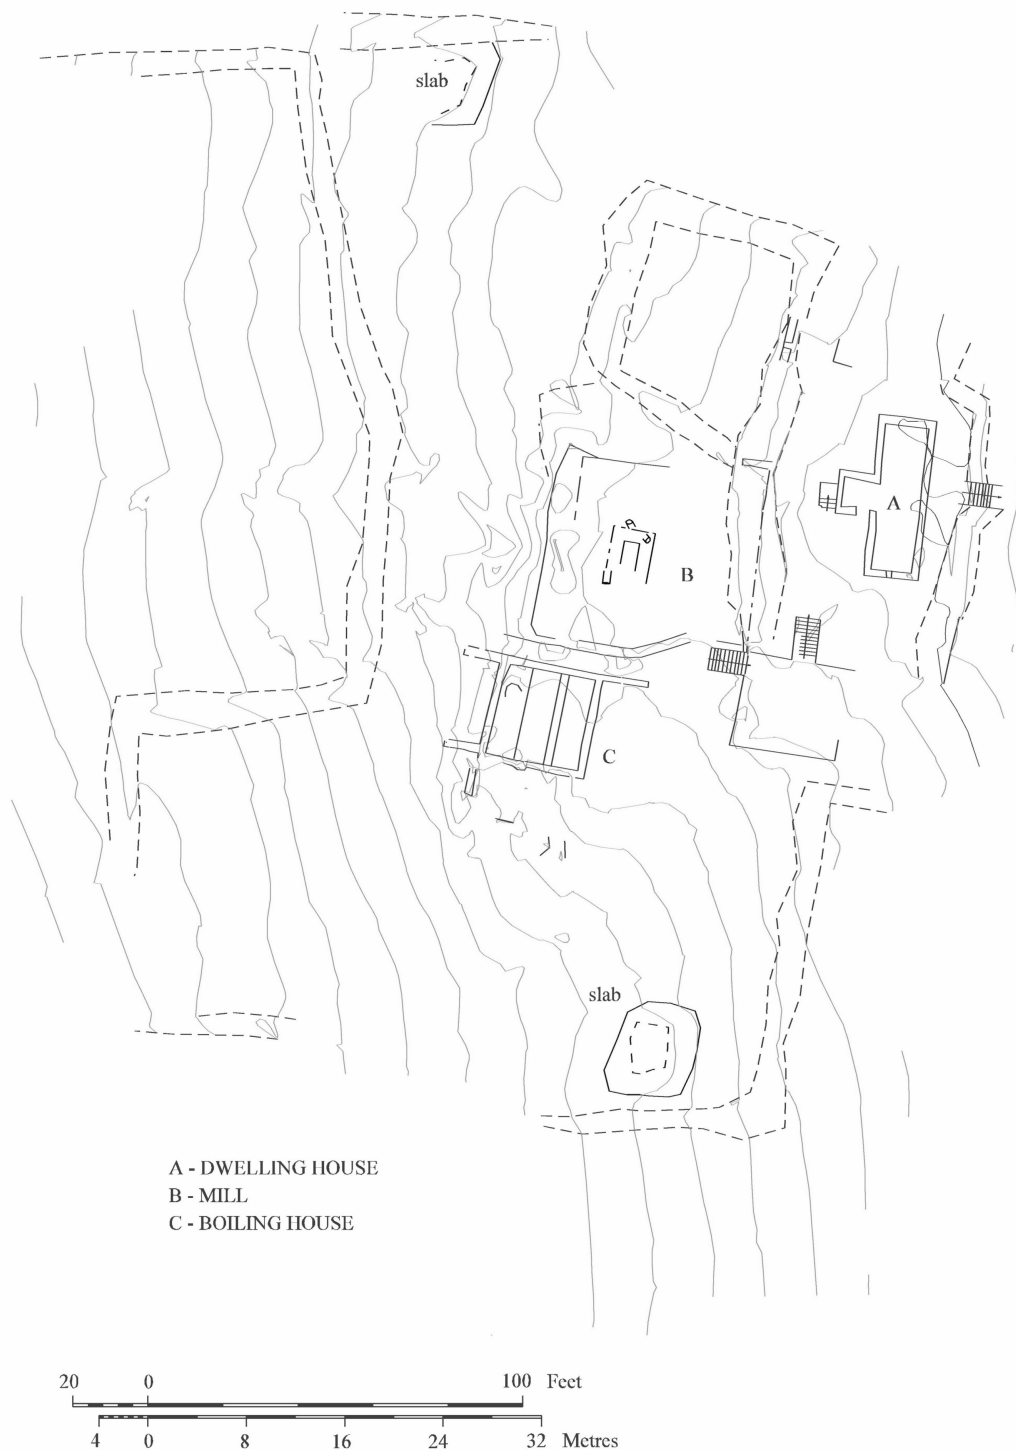 slab
A
B
C
slab
A - DWELLING HOUSE
B - MILL
C - BOILING HOUSE
20 0 100 Feet
4 0 8 16 24 32 Metres